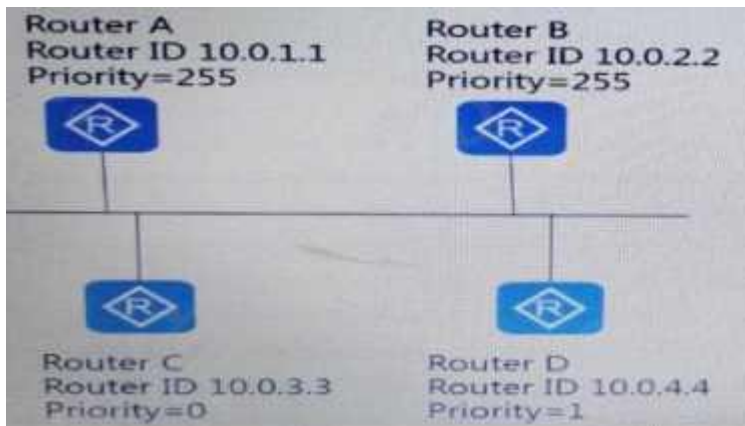 Router A
Router ID 10.0.1.1
Priority=255
Router B
Router ID 10.0.2.2
Priority=255
R
R
R
R
Router C
Router ID 10.0.3.3
Priority=0
Router D
Router ID 10.0.4.4
Priority=1